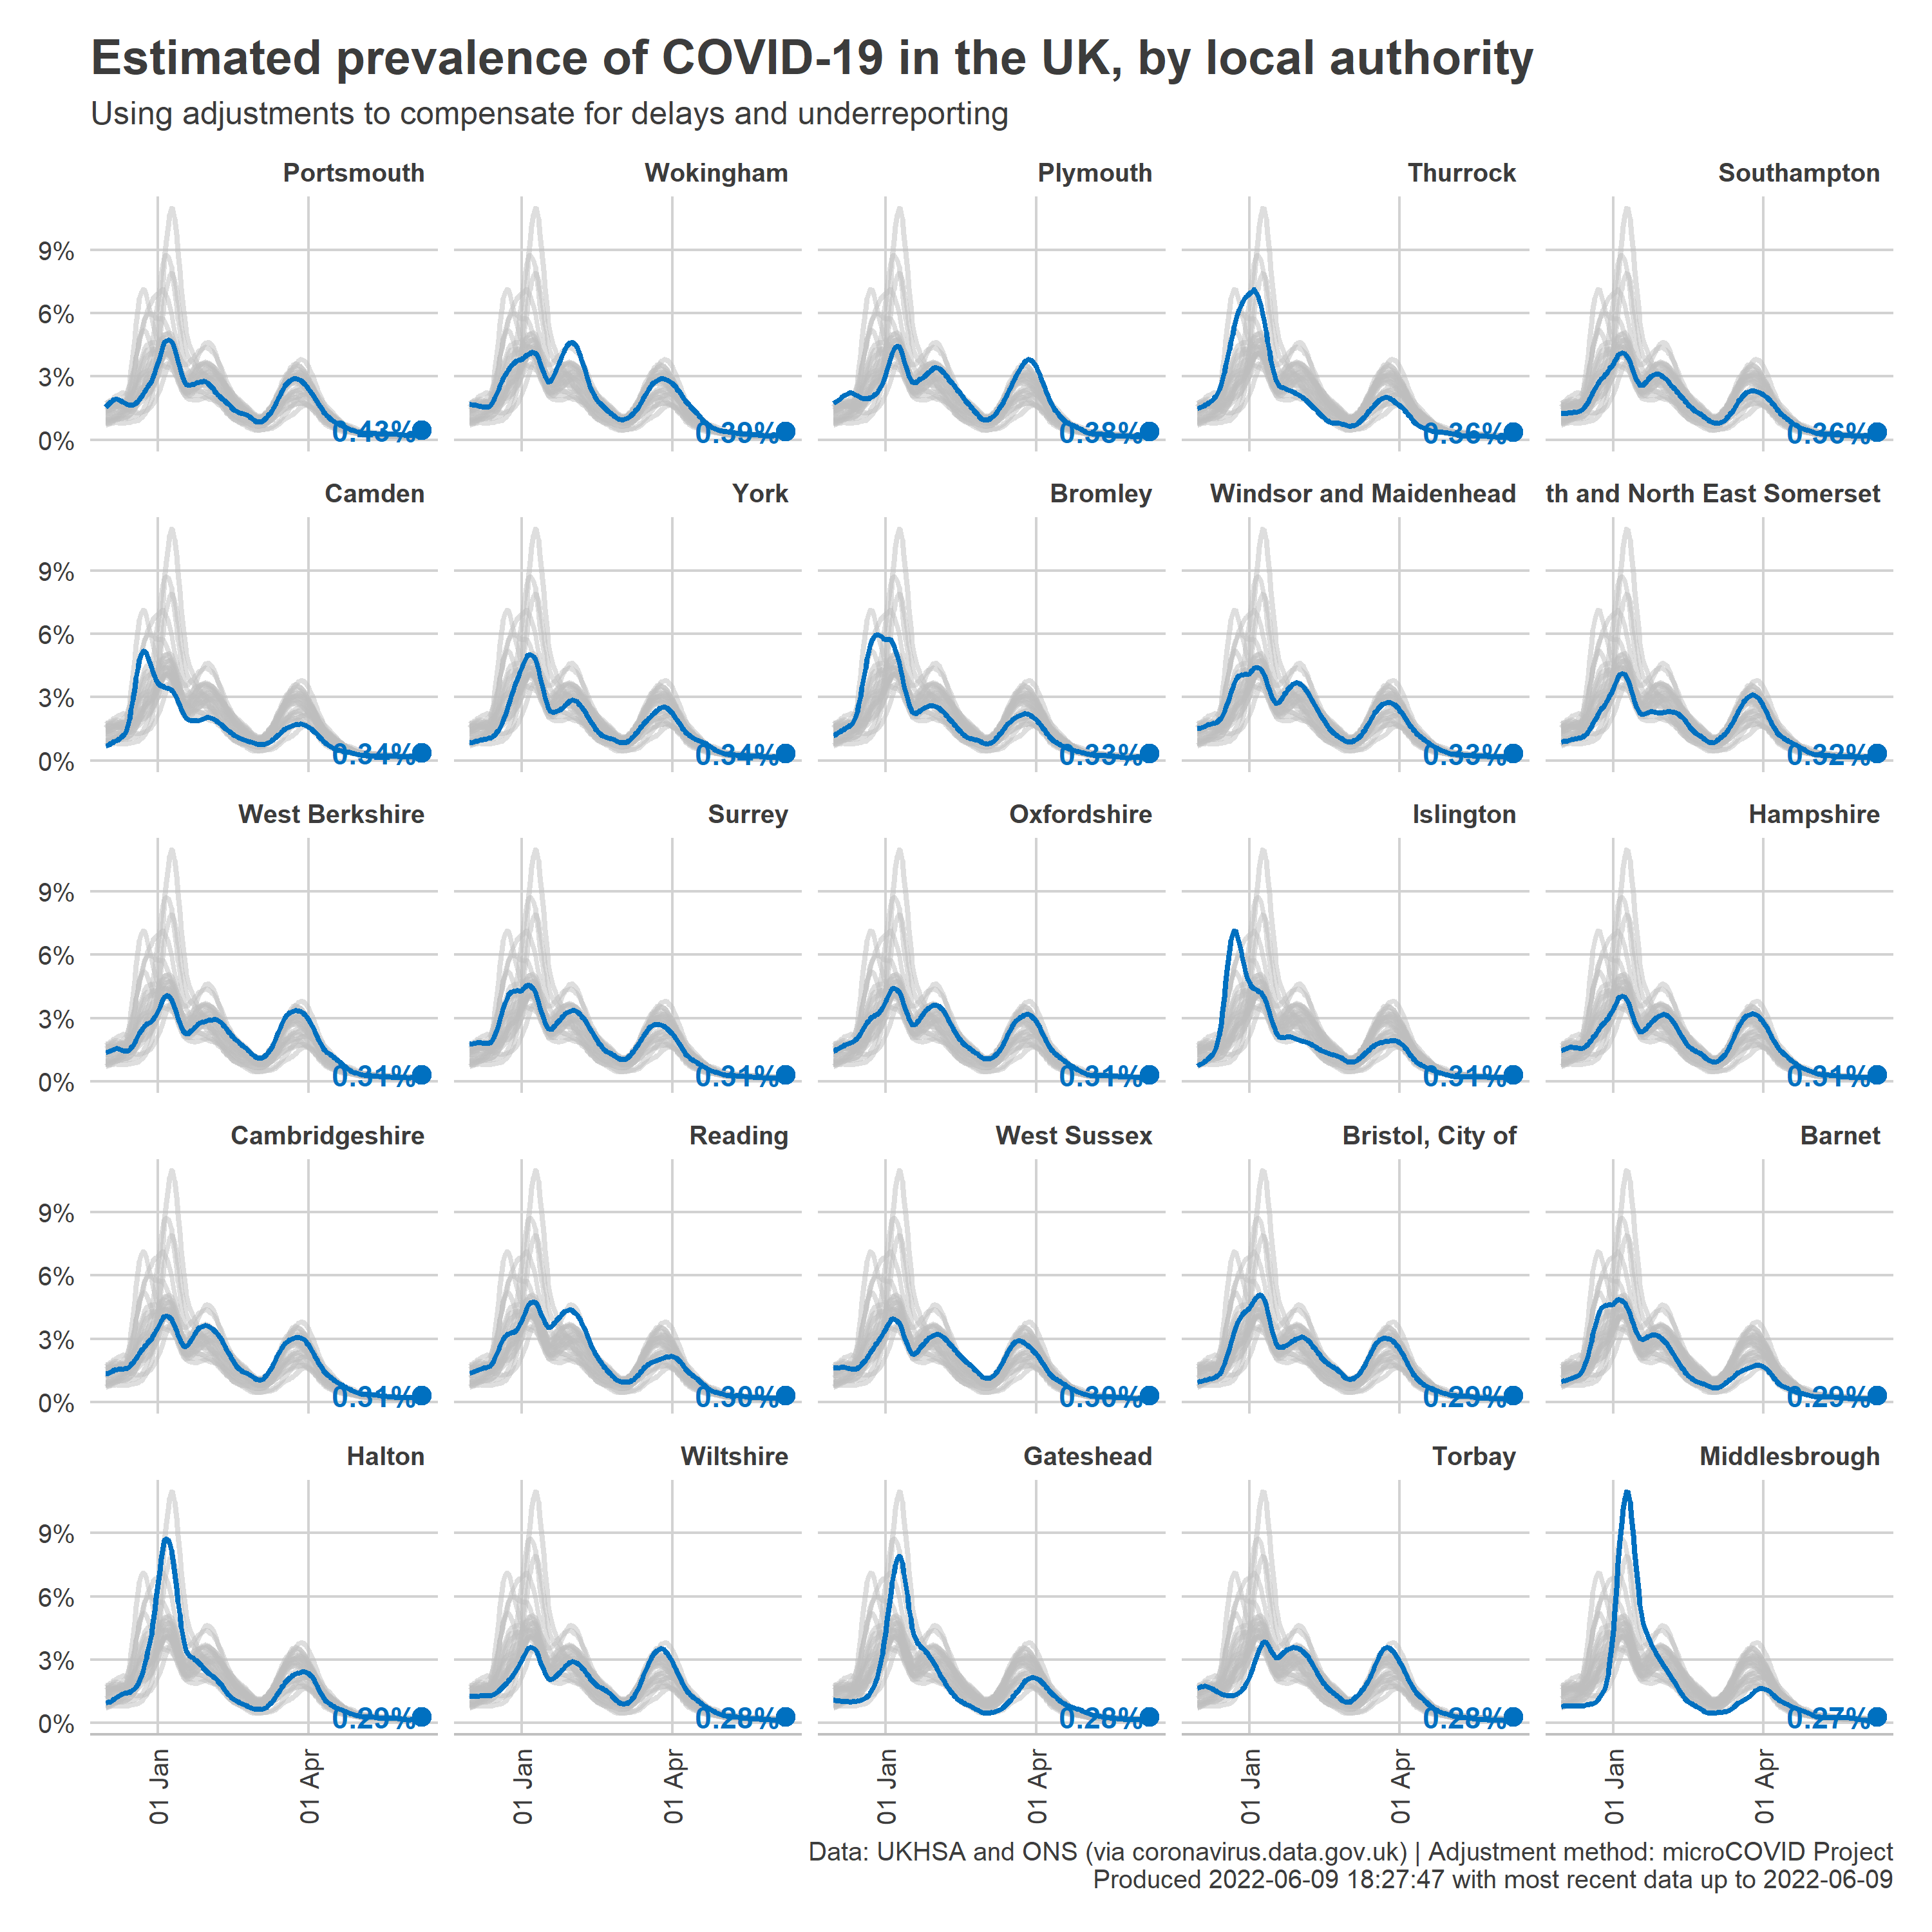 Estimated prevalence of COVID-19 in the UK, by local authority
Using adjustments to compensate for delays and underreporting
Portsmouth Wokingham Plymouth Thurrock Southampton
9%
6%
3%
0%
0.43% 0.39% 0.38% 0.36% 0.36%
Camden York Bromley Windsor and Maidenhead th and North East Somerset
9%
6%
3%
0%
0.34% 0.34% 0.33% 0.33% 0.32%
West Berkshire Surrey Oxfordshire Islington Hampshire
9%
6%
3%
0%
0.31% 0.31% 0.31% 0.31% 0.31%
Cambridgeshire Reading West Sussex Bristol, City of Barnet
9%
6%
3%
0%
0.31% 0.30% 0.30% 0.29% 0.29%
Halton Wiltshire Gateshead Torbay Middlesbrough
9%
6%
3%
0%
0.29% 0.28% 0.28% 0.28% 0.27%
01 Jan 01 Apr 01 Jan 01 Apr 01 Jan 01 Apr 01 Jan 01 Apr 01 Jan 01 Apr
Data: UKHSA and ONS (via coronavirus.data.gov.uk) | Adjustment method: microCOVID Project
Produced 2022-06-09 18:27:47 with most recent data up to 2022-06-09